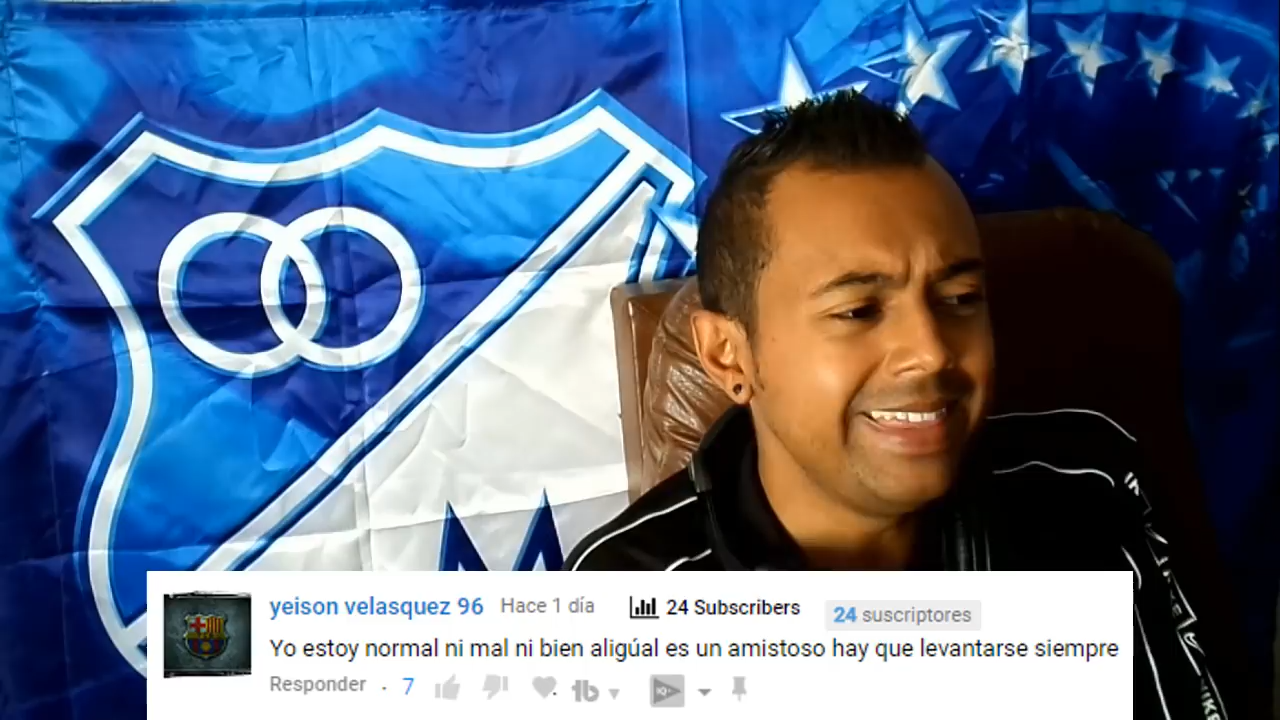 M
yeison velasquez 96 Hace 1 día 24 Subscribers 24 suscriptores
Yo estoy normal ni mal ni bien aligúal es un amistoso hay que levantarse siempre
Responder . 7
NIKE